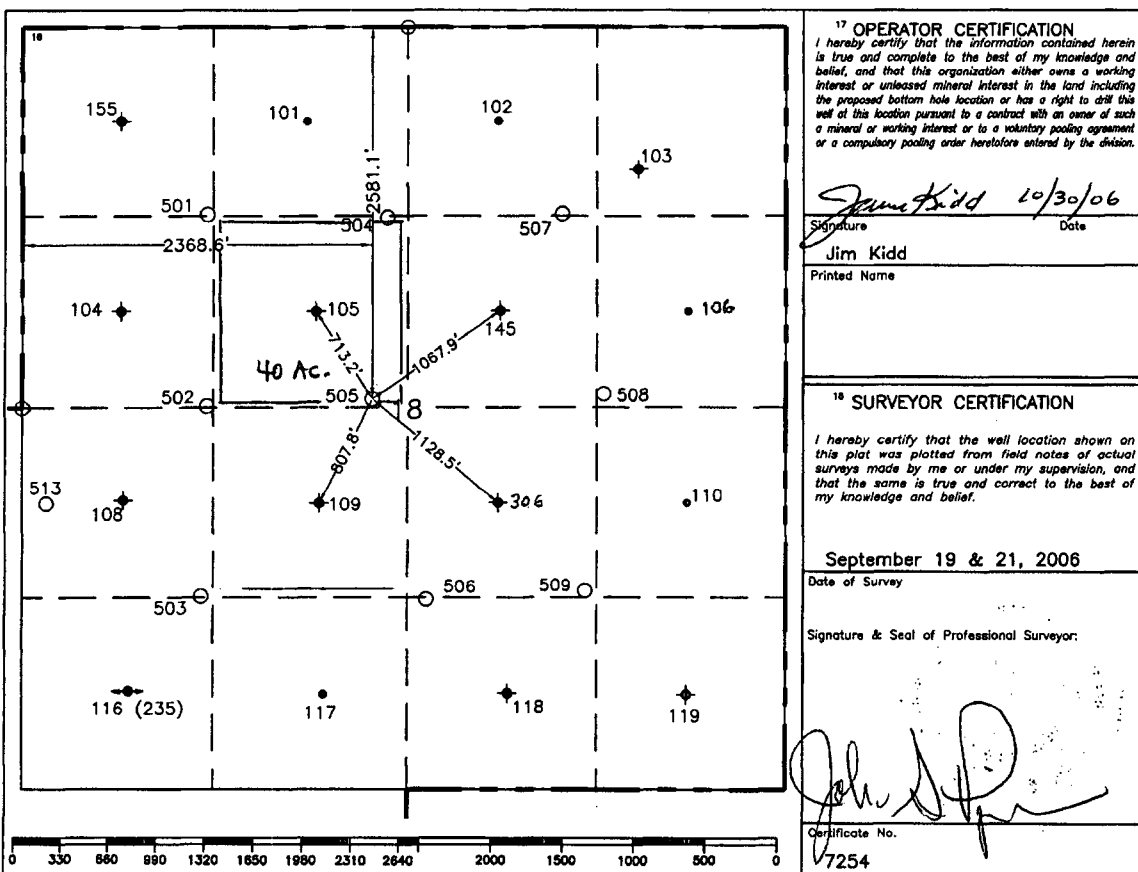 16
155
101
102
103
2581.1'
501
504
507
2368.6'
104
105
145
106
713.2'
1067.9'
40 Ac.
502
505
8
508
807.8'
1128.5'
513
108
109
306
110
503
506
509
116 (235)
117
118
119
0 330 660 990 1320 1650 1980 2310 2640 2000 1500 1000 500 0
17 OPERATOR CERTIFICATION
I hereby certify that the information contained herein
is true and complete to the best of my knowledge and
belief, and that this organization either owns a working
interest or unleased mineral interest in the land including
the proposed bottom hole location or has a right to drill this
well at this location pursuant to a contract with an owner of such
a mineral or working interest or to a voluntary pooling agreement
or a compulsory pooling order heretofore entered by the division.
James Kidd 10/30/06
Signature Date
Jim Kidd
Printed Name
18 SURVEYOR CERTIFICATION
I hereby certify that the well location shown on
this plat was plotted from field notes of actual
surveys made by me or under my supervision, and
that the same is true and correct to the best of
my knowledge and belief.
September 19 & 21, 2006
Date of Survey
Signature & Seal of Professional Surveyor:
John
Certificate No.
7254